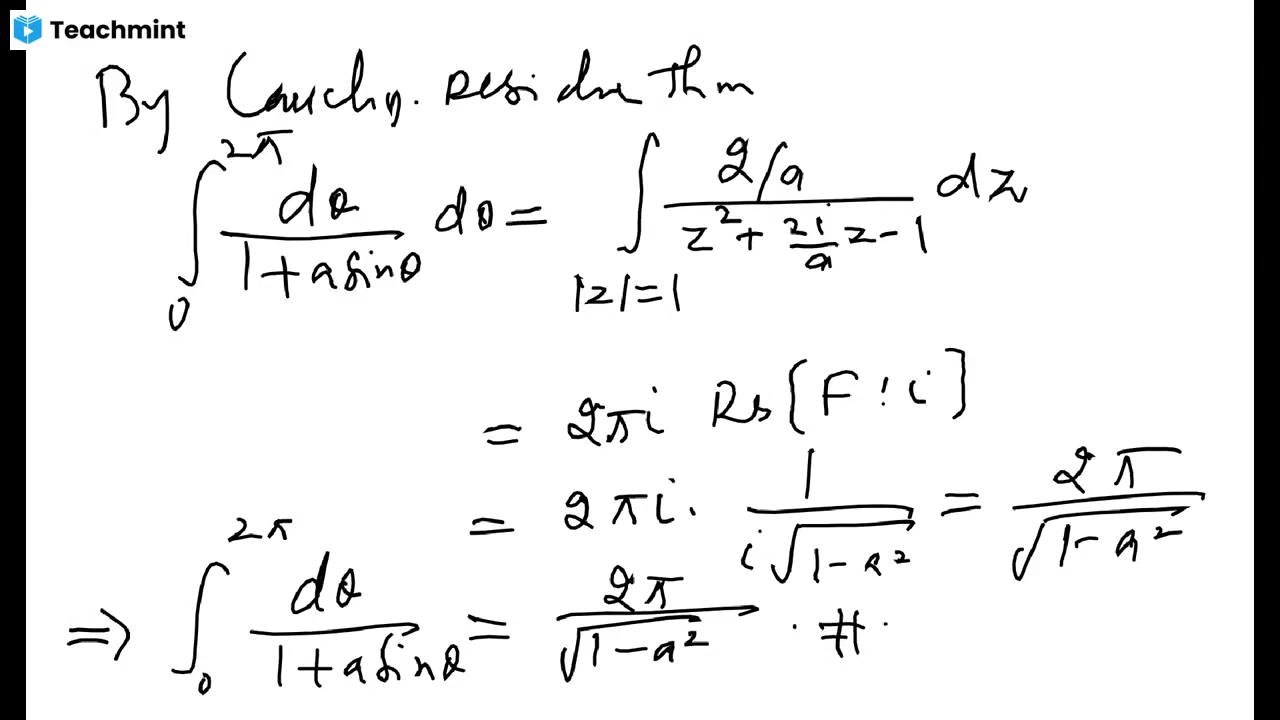 Teachmint
By Cauchy. Residue Thm
∫₀^{2π} dθ/(1+a sinθ) dθ = ∫_{|z|=1} (2/a)/(z² + (2i/a)z − 1) dz
= 2πi Res[F; i]
= 2πi · 1/(i√(1−a²)) = 2π/√(1−a²)
⇒ ∫₀^{2π} dθ/(1+a sinθ) = 2π/√(1−a²) · # ·